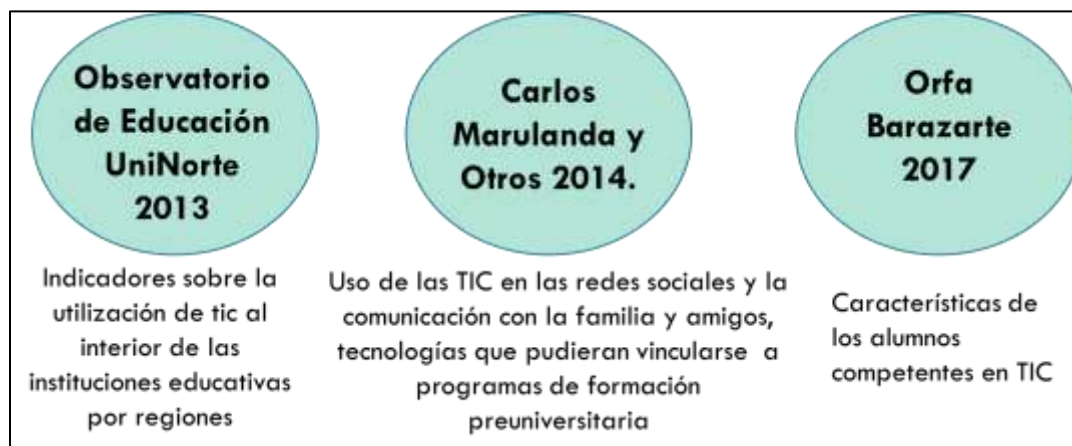 Observatorio
de Educación
UniNorte
2013
Indicadores sobre la
utilización de tic al
interior de las
instituciones educativas
por regiones
Carlos
Marulanda y
Otros 2014.
Uso de las TIC en las redes sociales y la
comunicación con la familia y amigos,
tecnologías que pudieran vincularse a
programas de formación
preuniversitaria
Orfa
Barazarte
2017
Características de
los alumnos
competentes en TIC